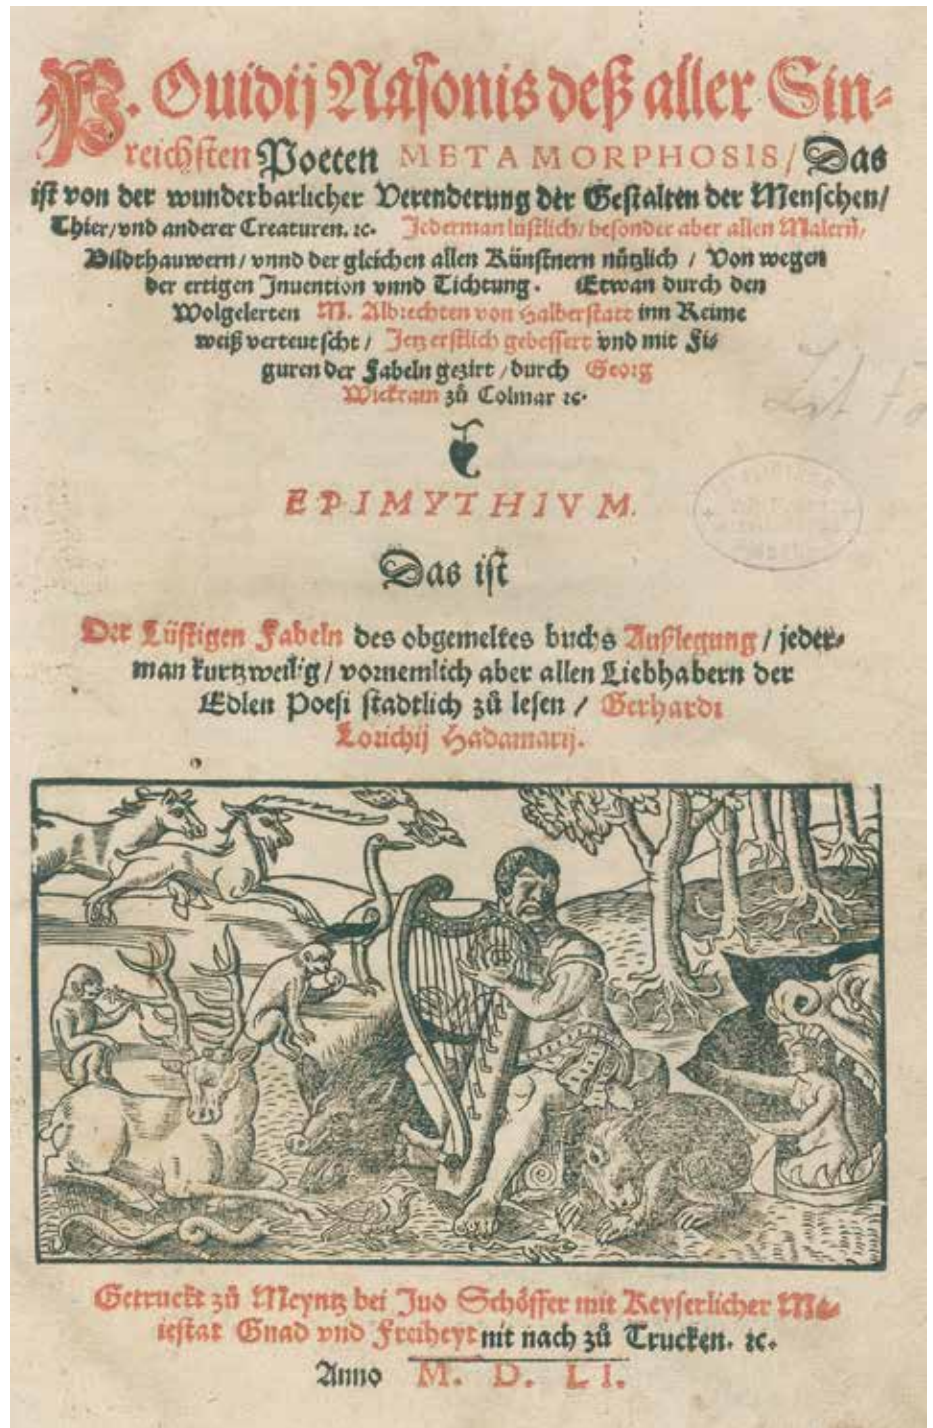 P. Ouidij Nasonis deß aller Sin⸗
reichsten Poeten METAMORPHOSIS/ Das
ist von der wunderbarlicher Verenderung der Gestalten der Menschen/
Thier/ vnd anderer Creaturen. ꝛc. Jederman lüstlich/ besonder aber allen Malern/
Bildthauwern/ vnnd der gleichen allen Künstnern nützlich / Von wegen
der ertigen Inuention vnnd Tichtung. Etwan durch den
Wolgelerten M. Albrechten von Halberstatt inn Reime
weiß verteutscht/ Jetz erstlich gebessert vnd mit Fi⸗
guren der Fabeln gezirt/ durch Georg
Wickram zů Colmar ꝛc.
EPIMYTHIVM.
Das ist
Der Lüstigen Fabeln des obgemeltes buchs Außlegung/ jeder⸗
man kurtzweilig/ vornemlich aber allen Liebhabern der
Edlen Poesi stadtlich zů lesen / Gerhardi
Lorichij Hadamarij.
Getruckt zů Meyntz bei Juo Schöffer mit Keyserlicher Ma⸗
iestat Gnad vnd Freiheyt nit nach zů Trucken. ꝛc.
Anno M. D. LI.